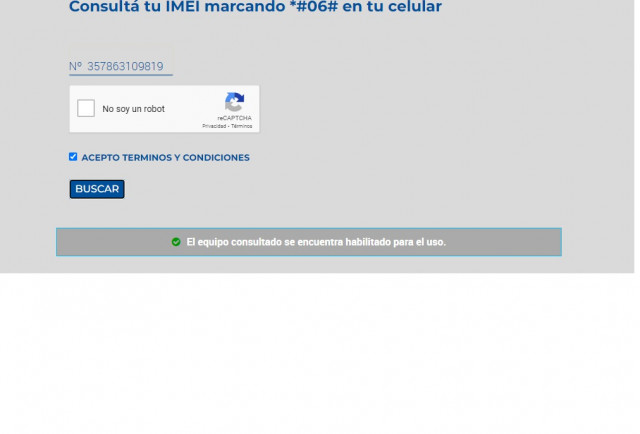 Consultá tu IMEI marcando *#06# en tu celular
Nº 357863109819
No soy un robot
reCAPTCHA
Privacidad - Términos
ACEPTO TERMINOS Y CONDICIONES
BUSCAR
El equipo consultado se encuentra habilitado para el uso.